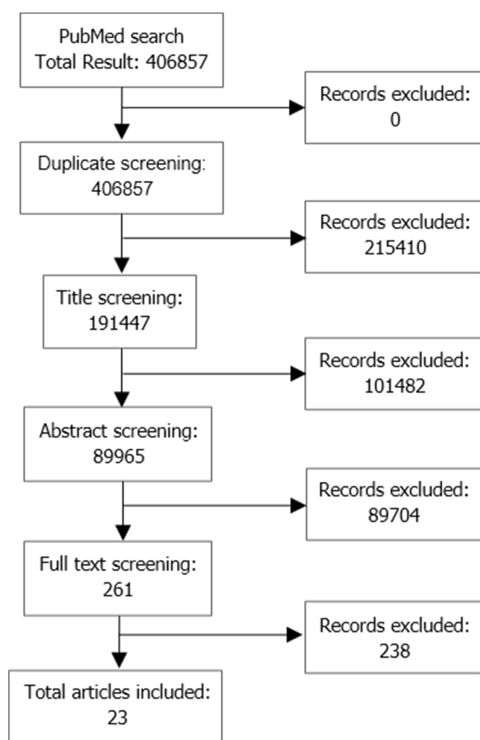 PubMed search
Total Result: 406857
Records excluded:
0
Duplicate screening:
406857
Records excluded:
215410
Title screening:
191447
Records excluded:
101482
Abstract screening:
89965
Records excluded:
89704
Full text screening:
261
Records excluded:
238
Total articles included:
23